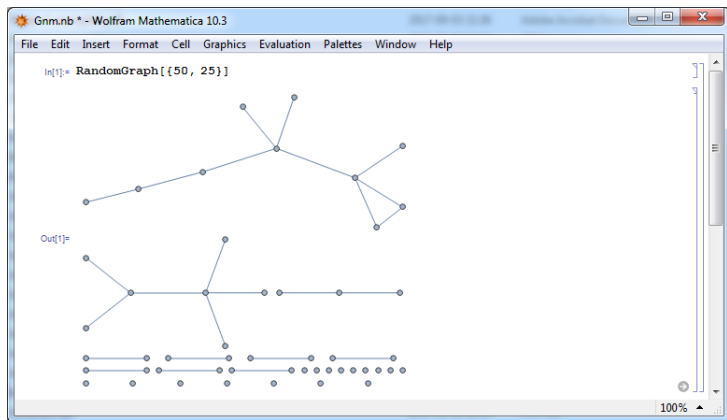 Gnm.nb * - Wolfram Mathematica 10.3
File Edit Insert Format Cell Graphics Evaluation Palettes Window Help
In[1]:= RandomGraph[{50, 25}]
Out[1]=
100%